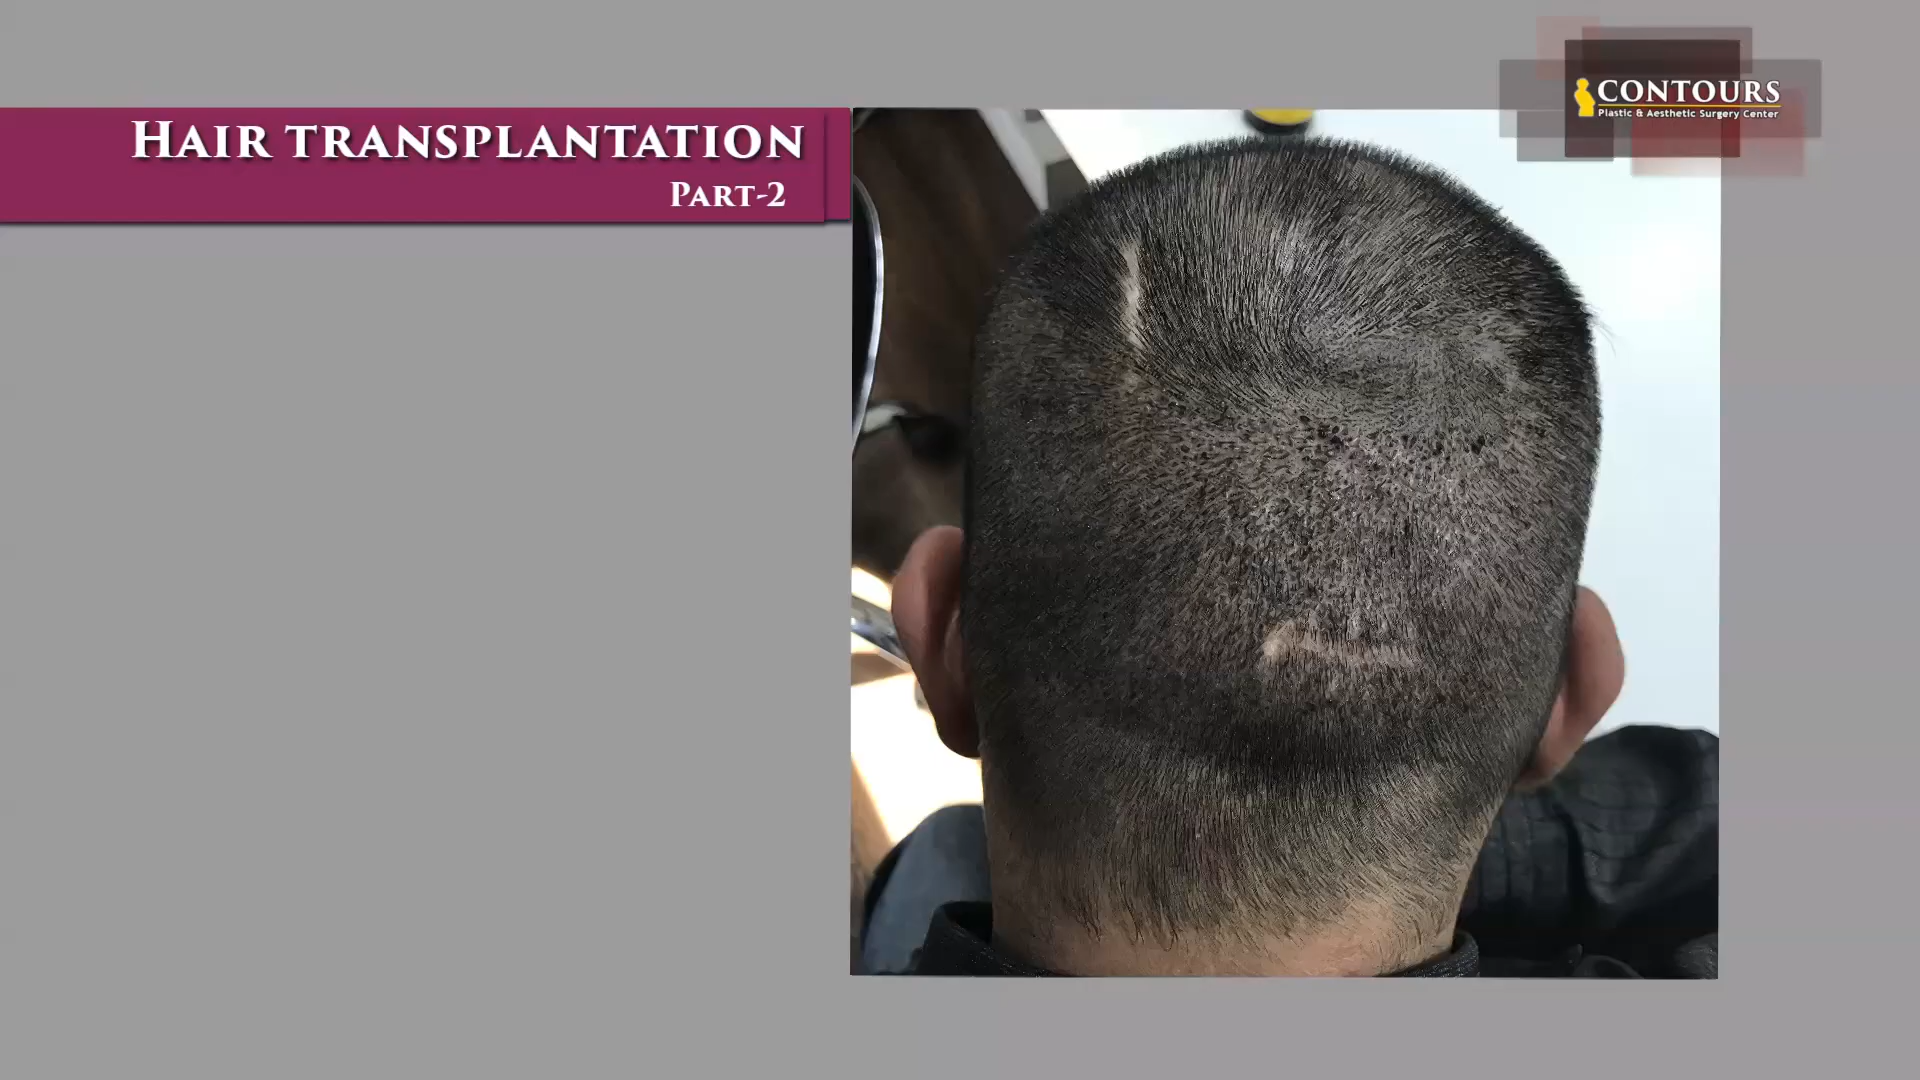 HAIR TRANSPLANTATION
PART-2
CONTOURS
Plastic & Aesthetic Surgery Center